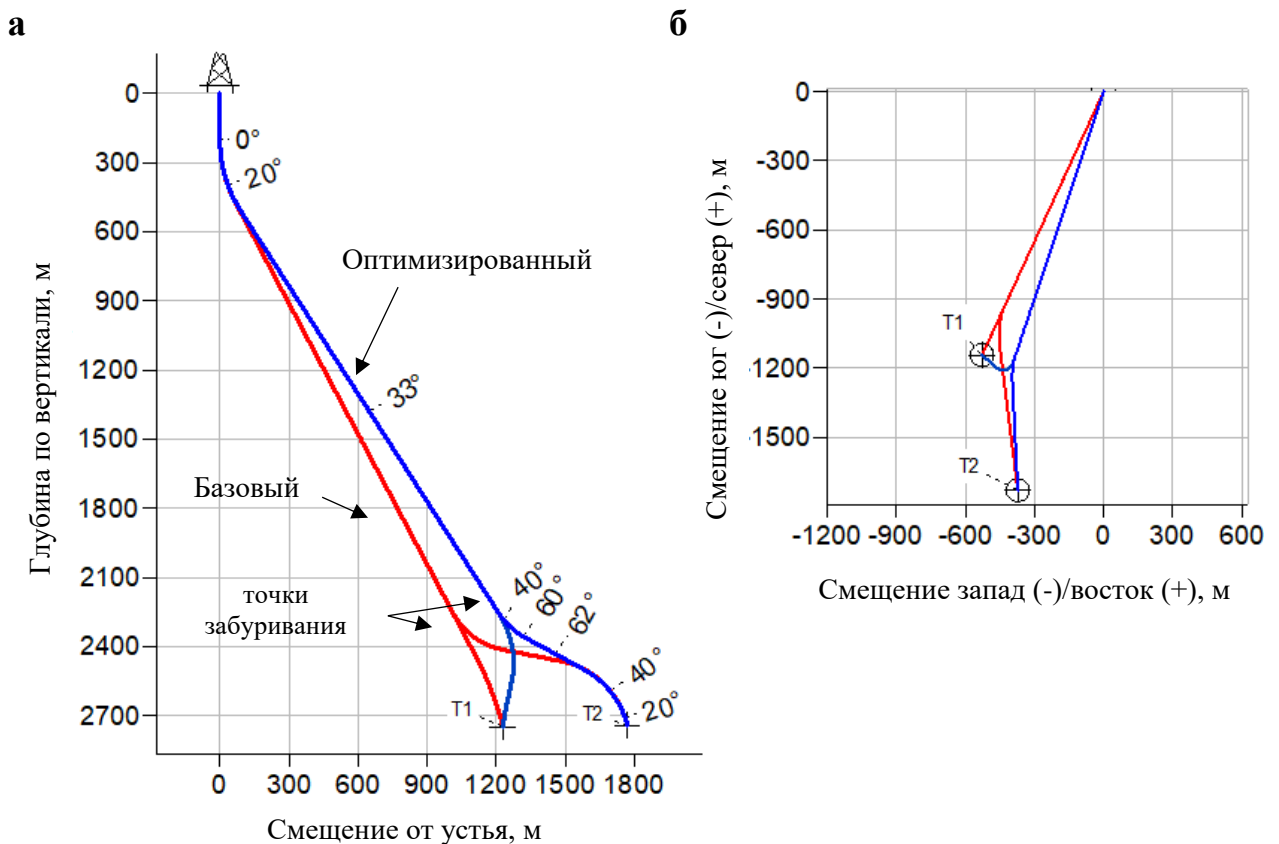 а
0
300
600
900
1200
1500
1800
2100
2400
2700
Глубина по вертикали, м
0°
20°
Оптимизированный
33°
Базовый
точки
забуривания
40°
60°
62°
40°
20°
T1
T2
0 300 600 900 1200 1500 1800
Смещение от устья, м
б
0
-300
-600
-900
-1200
-1500
Смещение юг (-)/север (+), м
T1
T2
-1200 -900 -600 -300 0 300 600
Смещение запад (-)/восток (+), м